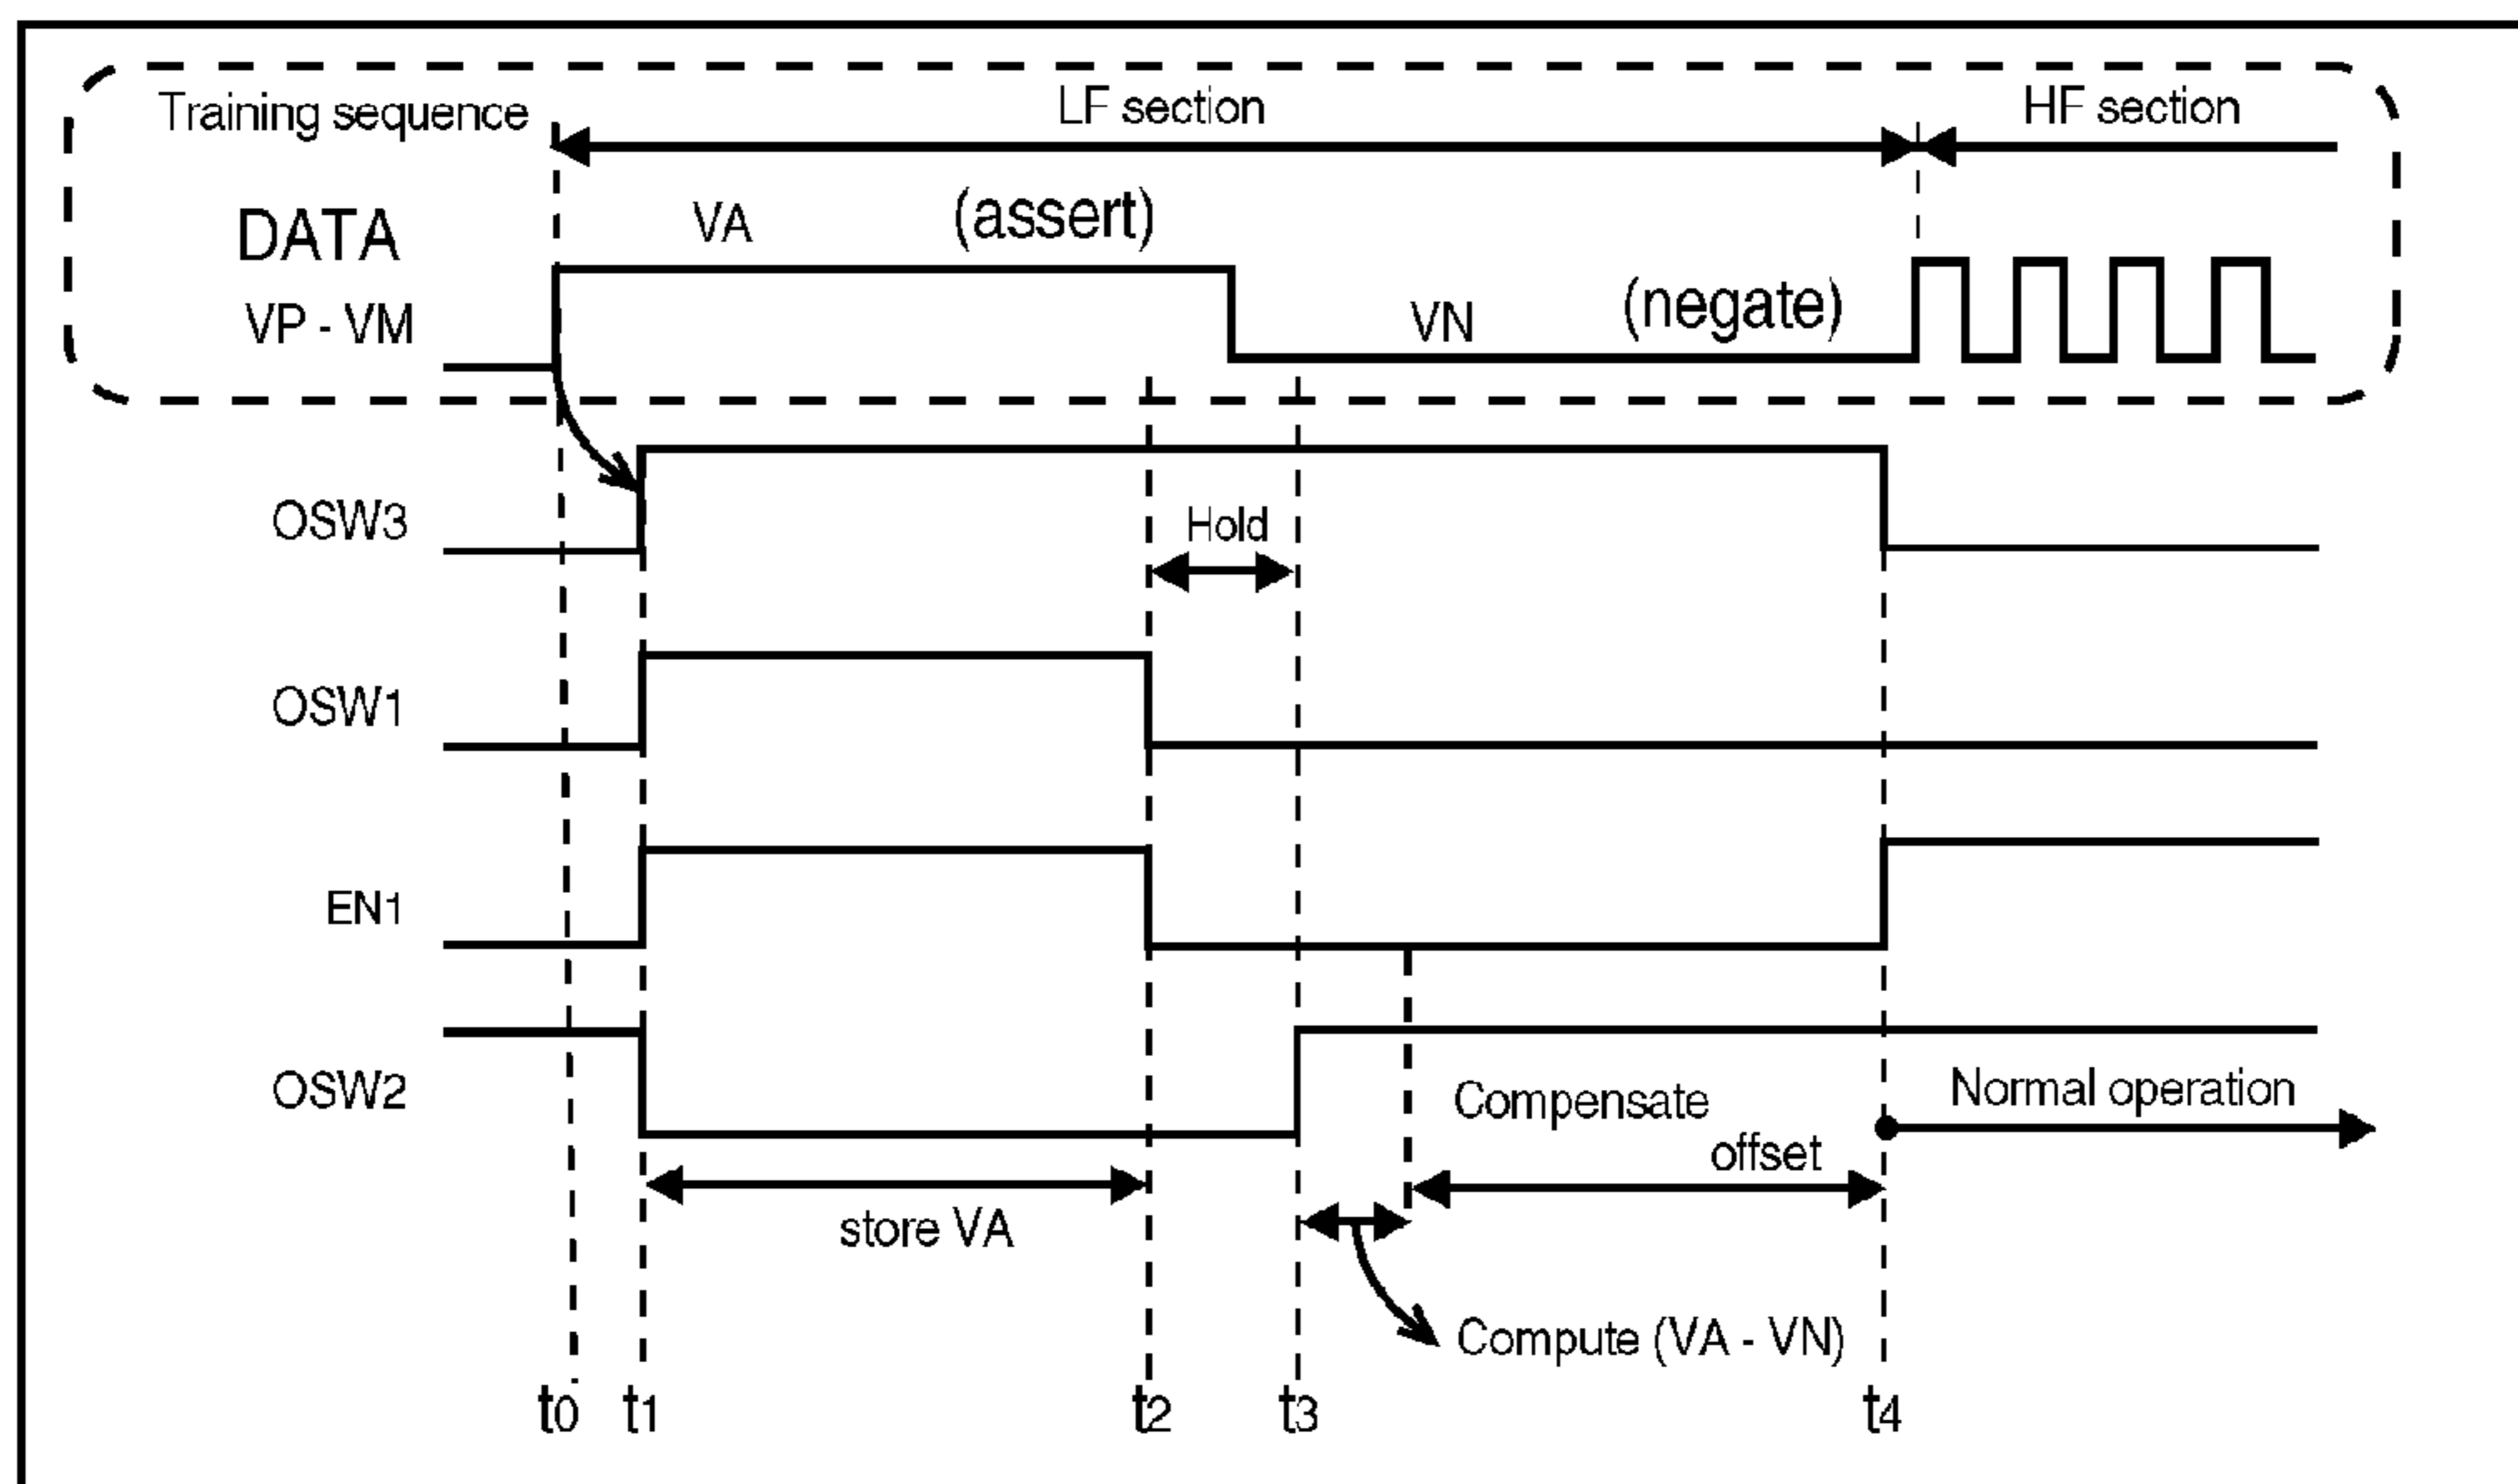 Training sequence
LF section
HF section
DATA
VA
(assert)
VP - VM
VN
(negate)
OSW3
Hold
OSW1
EN1
OSW2
Compensate
offset
Normal operation
store VA
Compute (VA - VN)
t0 t1 t2 t3 t4